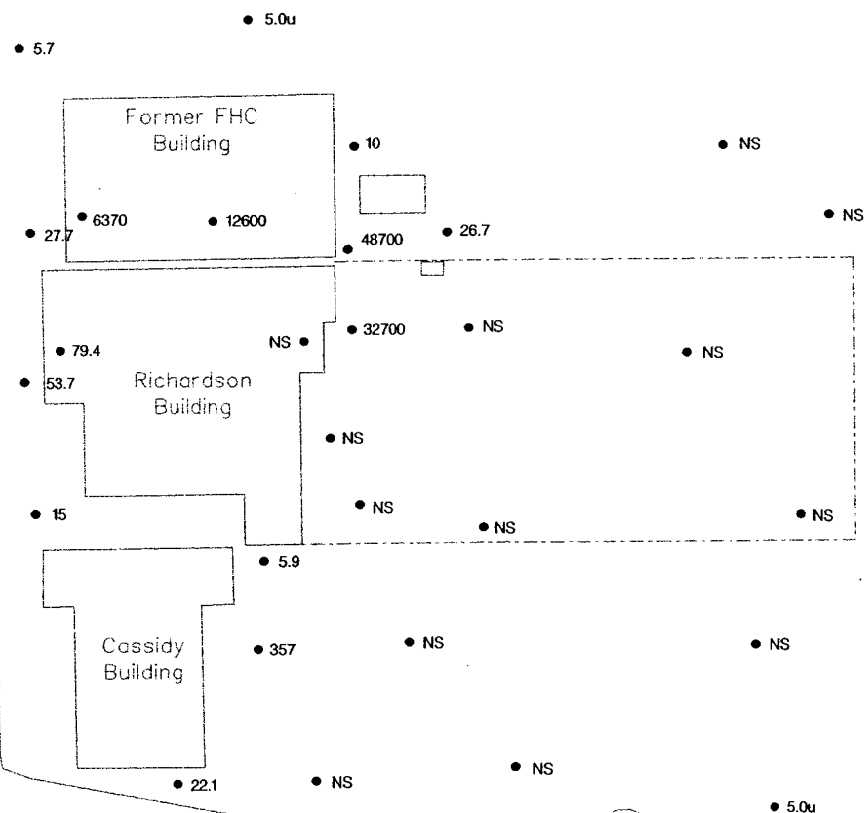 5.0u
5.7
Former FHC
Building
10
NS
6370
12600
NS
27.7
26.7
48700
NS
32700
NS
79.4
NS
53.7
Richardson
Building
NS
NS
15
NS
NS
5.9
Cassidy
Building
357
NS
NS
NS
22.1
NS
5.0u